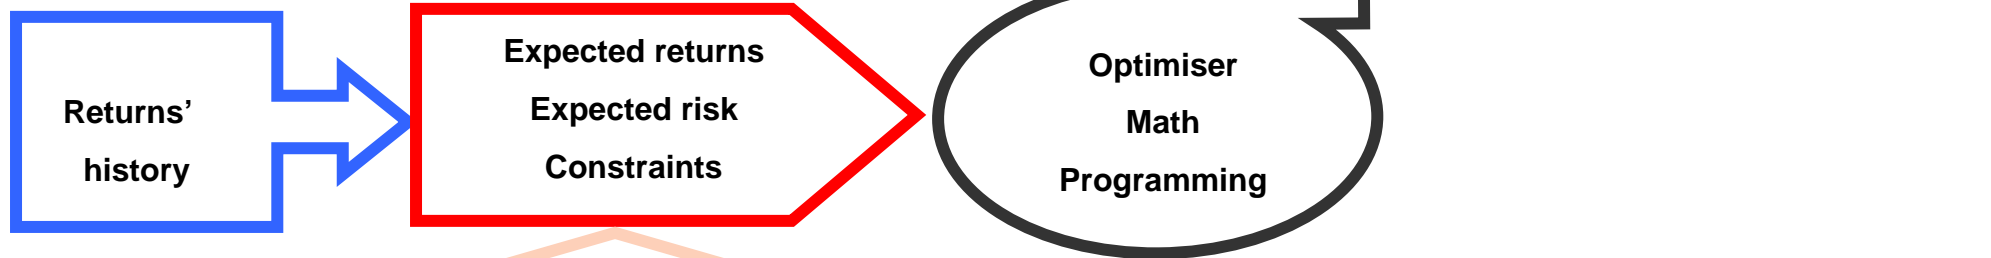 Returns’
history
Expected returns
Expected risk
Constraints
Optimiser
Math
Programming